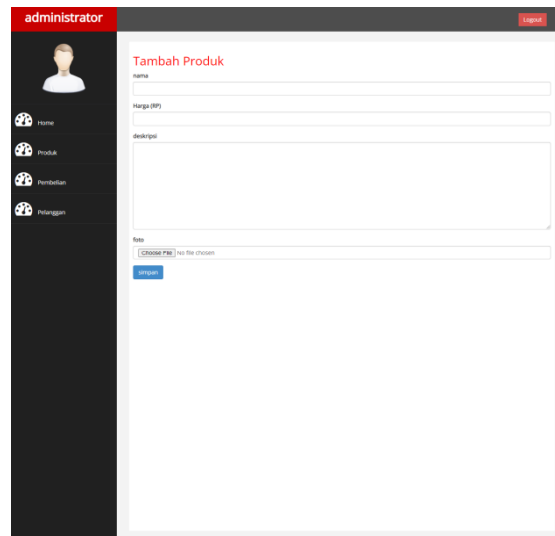 administrator
Logout
Home
Produk
Pembelian
Pelanggan
Tambah Produk
nama
Harga (RP)
deskripsi
foto
Choose File No file chosen
simpan